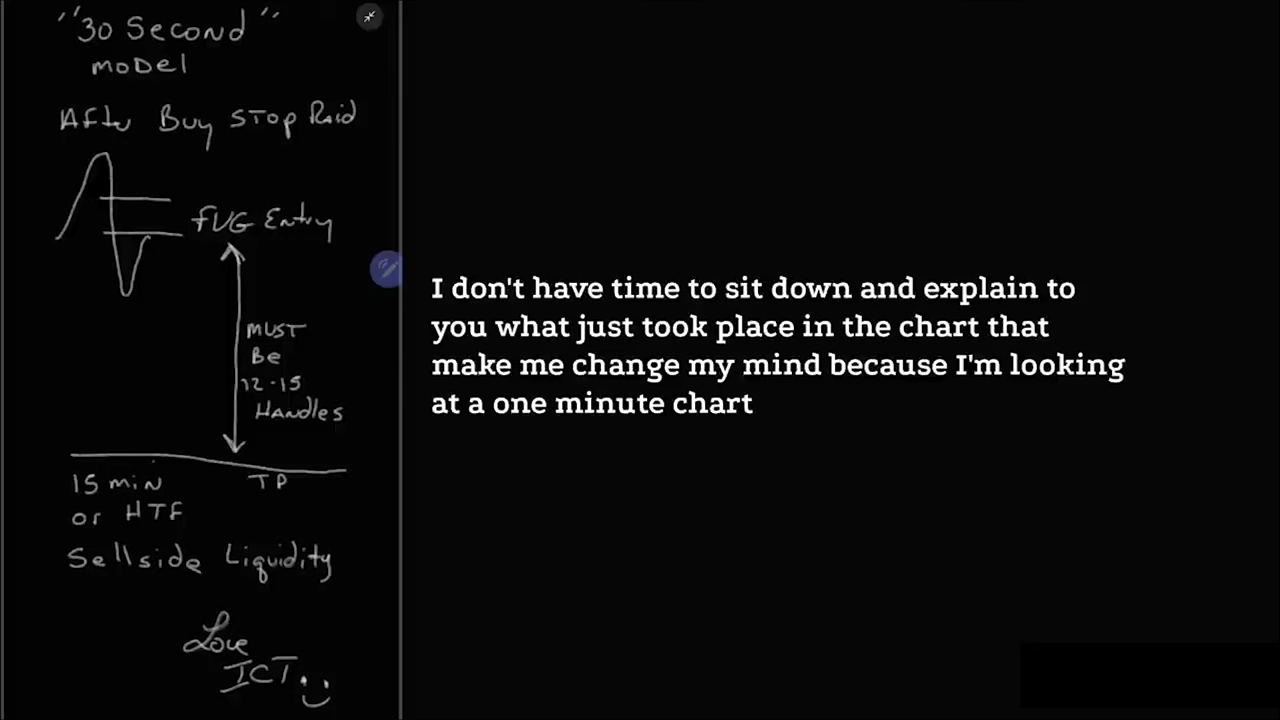 "30 Second"
moDel
After Buy STop Raid
FVG Entry
MUST
Be
12-15
HANdles
15 min
or HTF
TP
Sellside Liquidity
Love
ICT
I don't have time to sit down and explain to
you what just took place in the chart that
make me change my mind because I'm looking
at a one minute chart